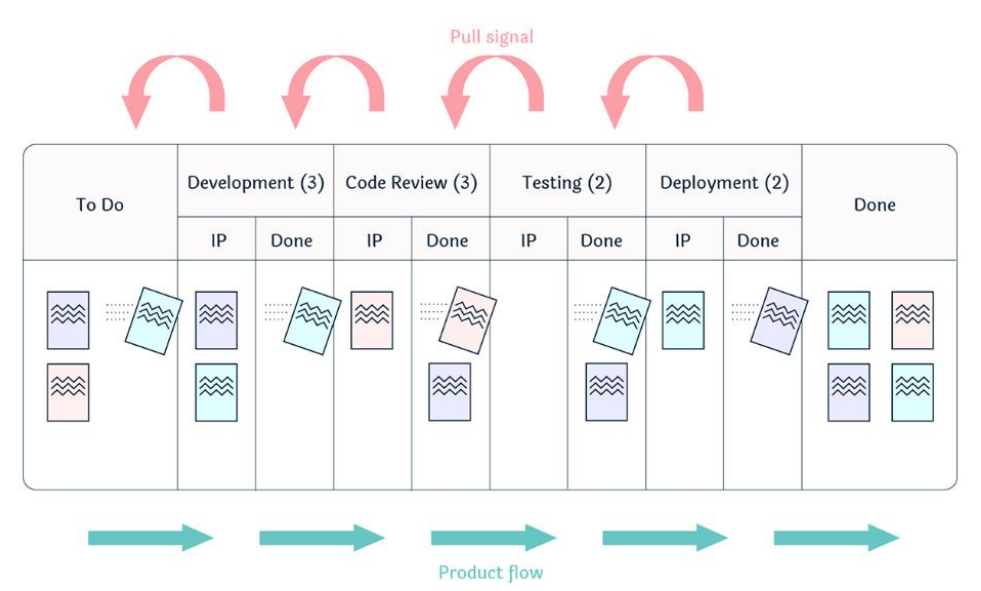 Pull signal
To Do
Development (3)
Code Review (3)
Testing (2)
Deployment (2)
Done
IP
Done
IP
Done
IP
Done
IP
Done
Product flow